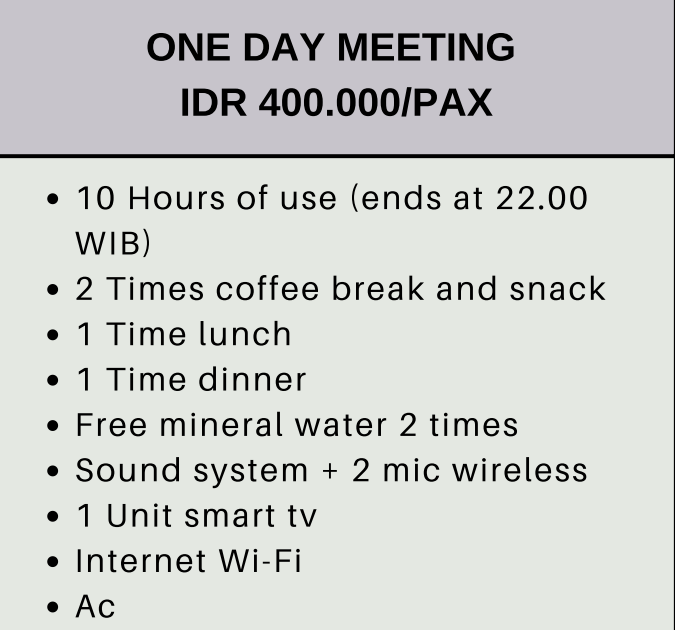 ONE DAY MEETING
IDR 400.000/PAX
• 10 Hours of use (ends at 22.00
WIB)
• 2 Times coffee break and snack
• 1 Time lunch
• 1 Time dinner
• Free mineral water 2 times
• Sound system + 2 mic wireless
• 1 Unit smart tv
• Internet Wi-Fi
• Ac